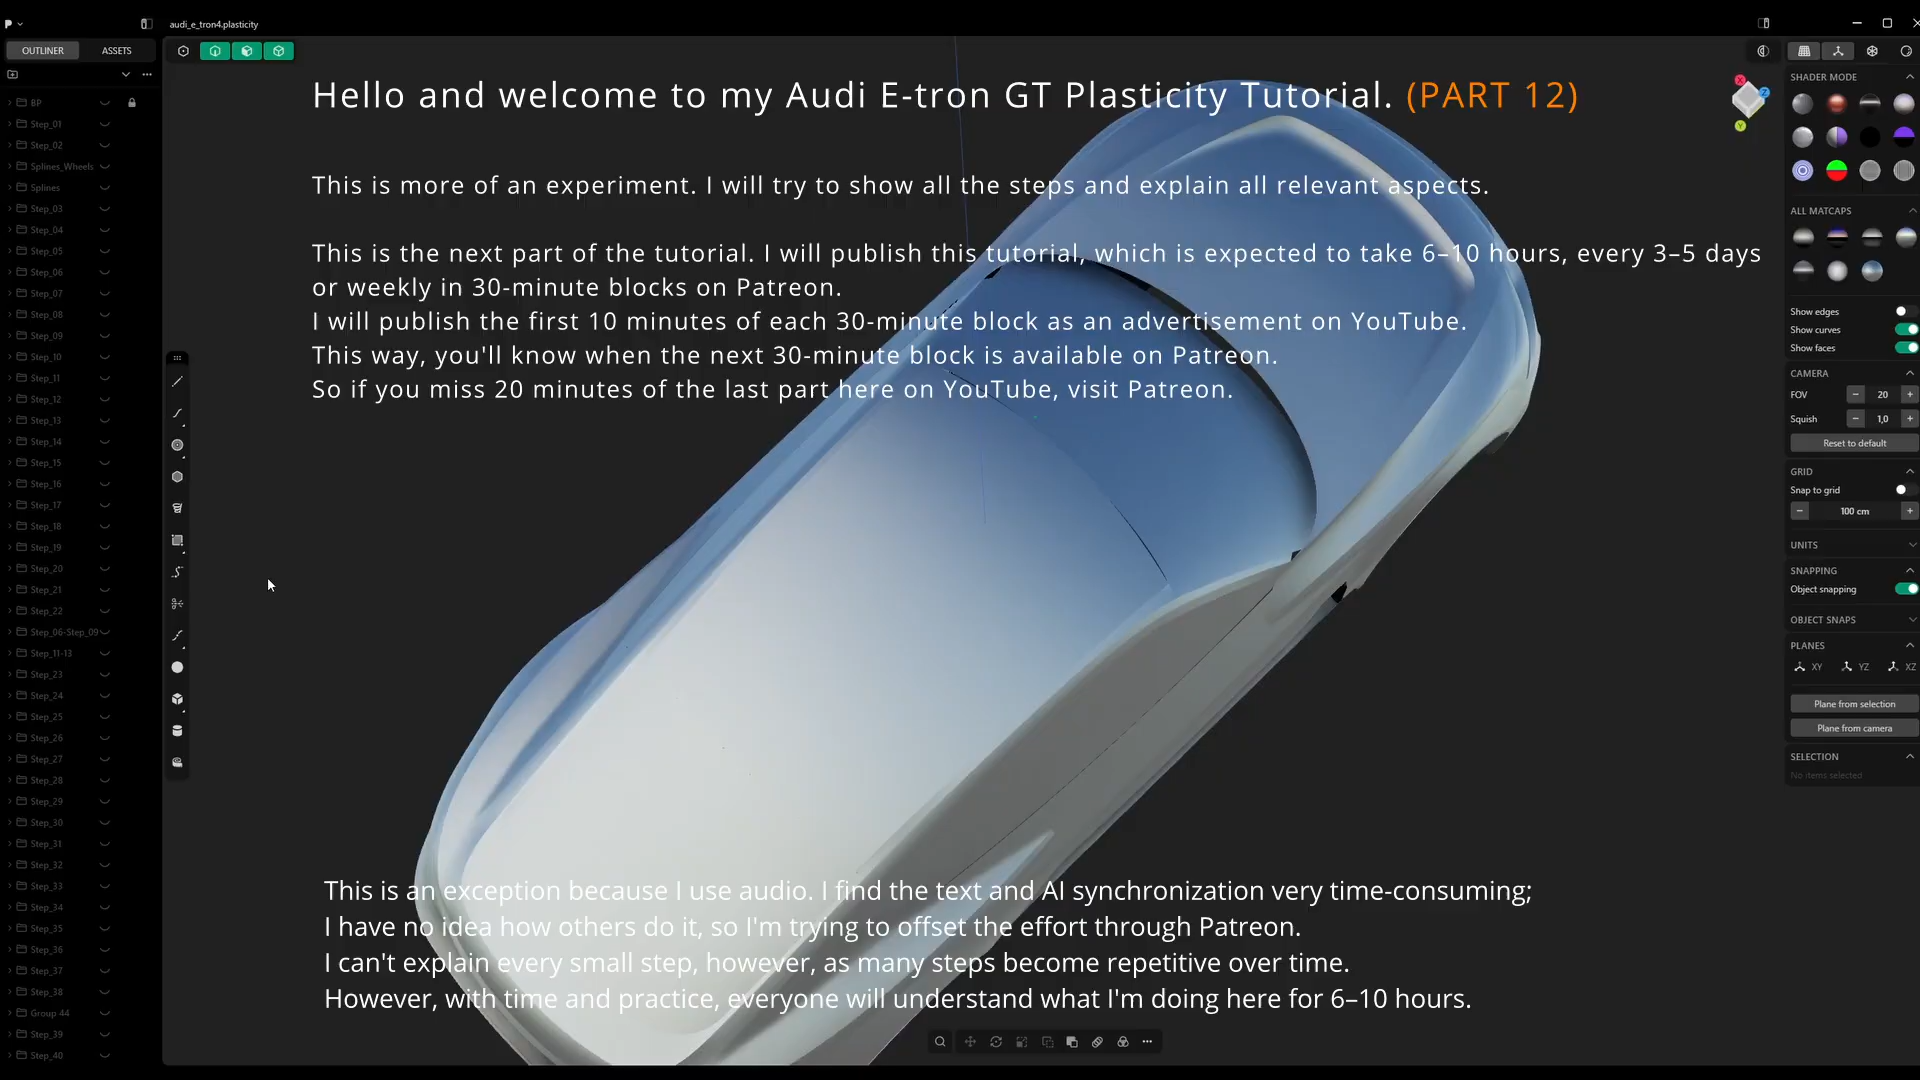 audi_e_tron4.plasticity
OUTLINER
ASSETS
Hello and welcome to my Audi E-tron GT Plasticity Tutorial. (PART 12)
This is more of an experiment. I will try to show all the steps and explain all relevant aspects.
This is the next part of the tutorial. I will publish this tutorial, which is expected to take 6–10 hours, every 3–5 days
or weekly in 30-minute blocks on Patreon.
I will publish the first 10 minutes of each 30-minute block as an advertisement on YouTube.
This way, you'll know when the next 30-minute block is available on Patreon.
So if you miss 20 minutes of the last part here on YouTube, visit Patreon.
This is an exception because I use audio. I find the text and AI synchronization very time-consuming;
I have no idea how others do it, so I'm trying to offset the effort through Patreon.
I can't explain every small step, however, as many steps become repetitive over time.
However, with time and practice, everyone will understand what I'm doing here for 6–10 hours.
BP
Step_01
Step_02
Splines_Wheels
Splines
Step_03
Step_04
Step_05
Step_06
Step_07
Step_08
Step_09
Step_10
Step_11
Step_12
Step_13
Step_14
Step_15
Step_16
Step_17
Step_18
Step_19
Step_20
Step_21
Step_22
Step_06-Step_09
Step_11-13
Step_23
Step_24
Step_25
Step_26
Step_27
Step_28
Step_29
Step_30
Step_31
Step_32
Step_33
Step_34
Step_35
Step_36
Step_37
Step_38
Group 44
Step_39
Step_40
X
Z
Y
SHADER MODE
ALL MATCAPS
Show edges
Show curves
Show faces
CAMERA
FOV
20
Squish
1,0
Reset to default
GRID
Snap to grid
100 cm
UNITS
SNAPPING
Object snapping
OBJECT SNAPS
PLANES
XY YZ XZ
Plane from selection
Plane from camera
SELECTION
No items selected